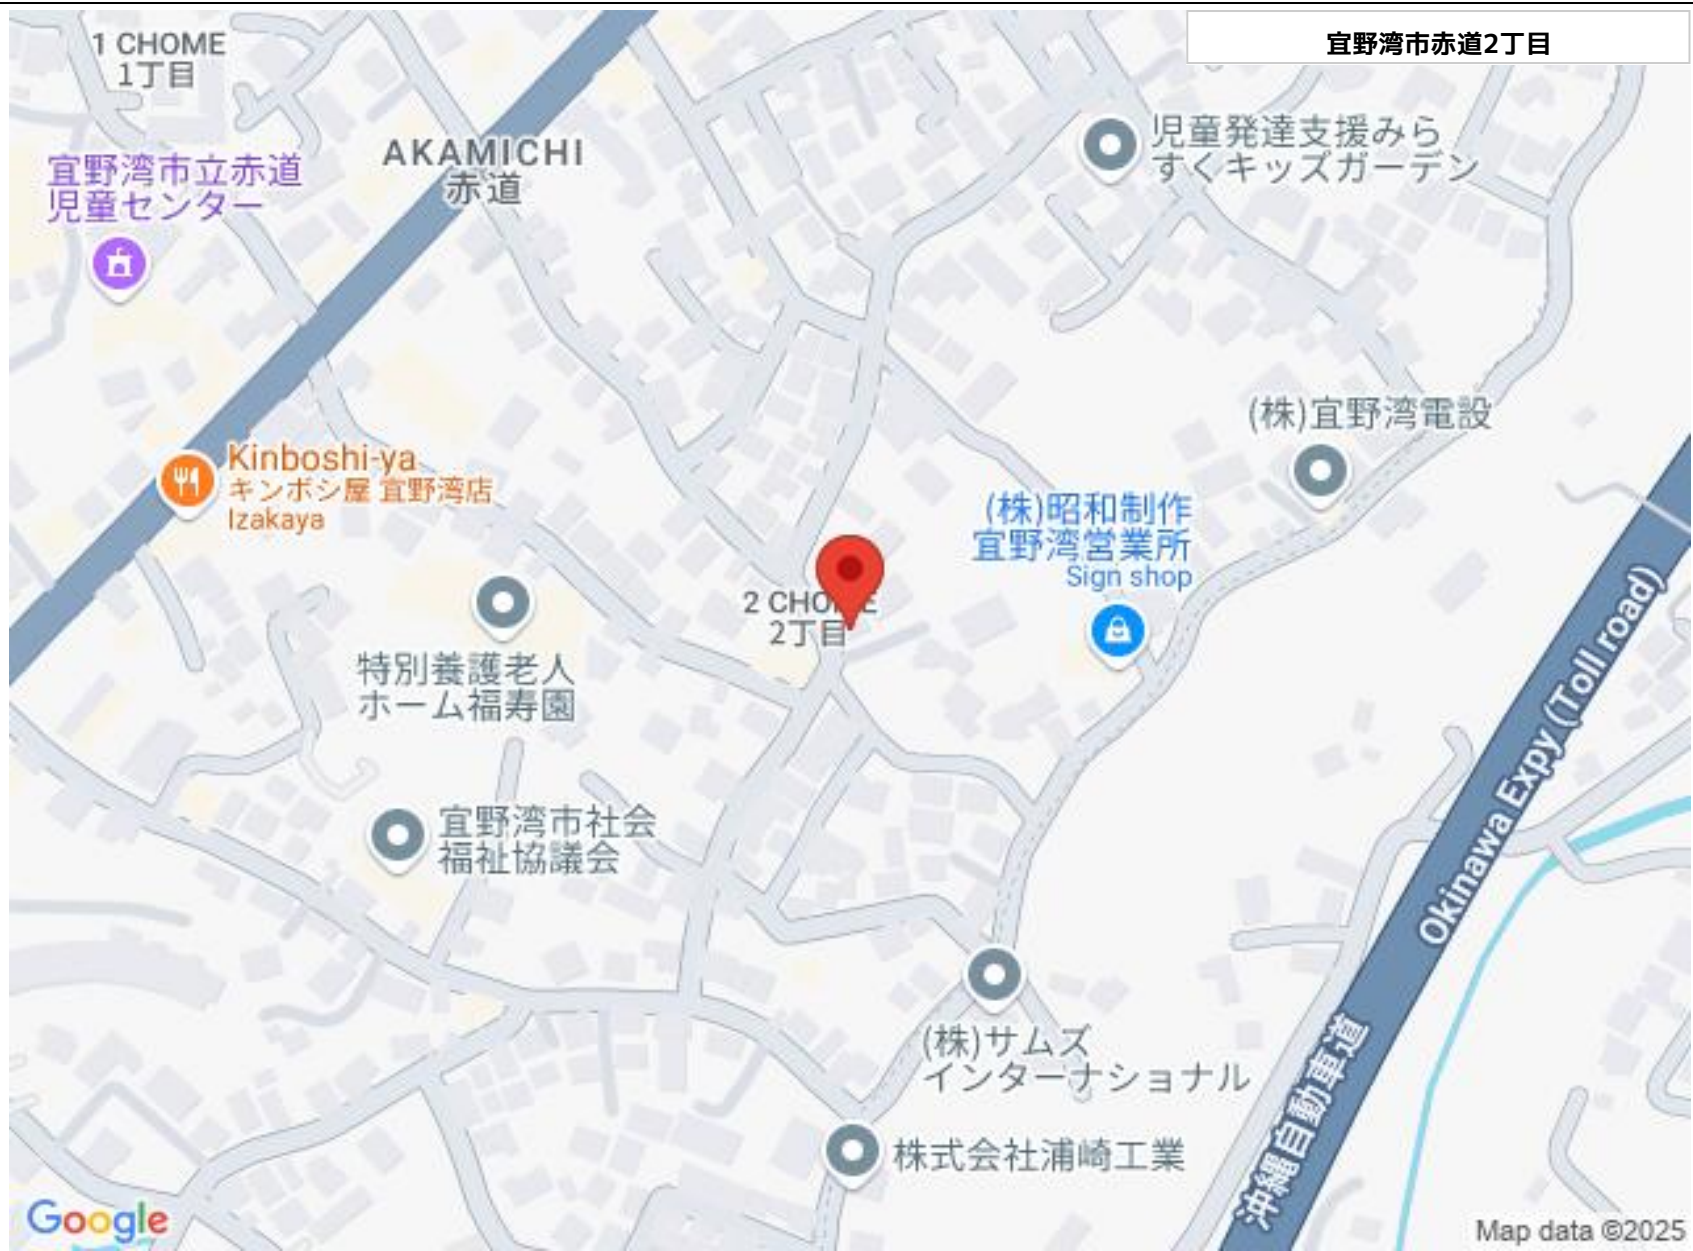 宜野湾市赤道2丁目
1 CHOME
1丁目
AKAMICHI
赤道
宜野湾市立赤道
児童センター
児童発達支援みら
すくキッズガーデン
(株)宜野湾電設
Kinboshi-ya
キンボシ屋 宜野湾店
Izakaya
(株)昭和制作
宜野湾営業所
Sign shop
2 CHOME
2丁目
特別養護老人
ホーム福寿園
宜野湾市社会
福祉協議会
Okinawa Expy (Toll road)
沖縄自動車道
(株)サムズ
インターナショナル
株式会社浦崎工業
Google
Map data ©2025